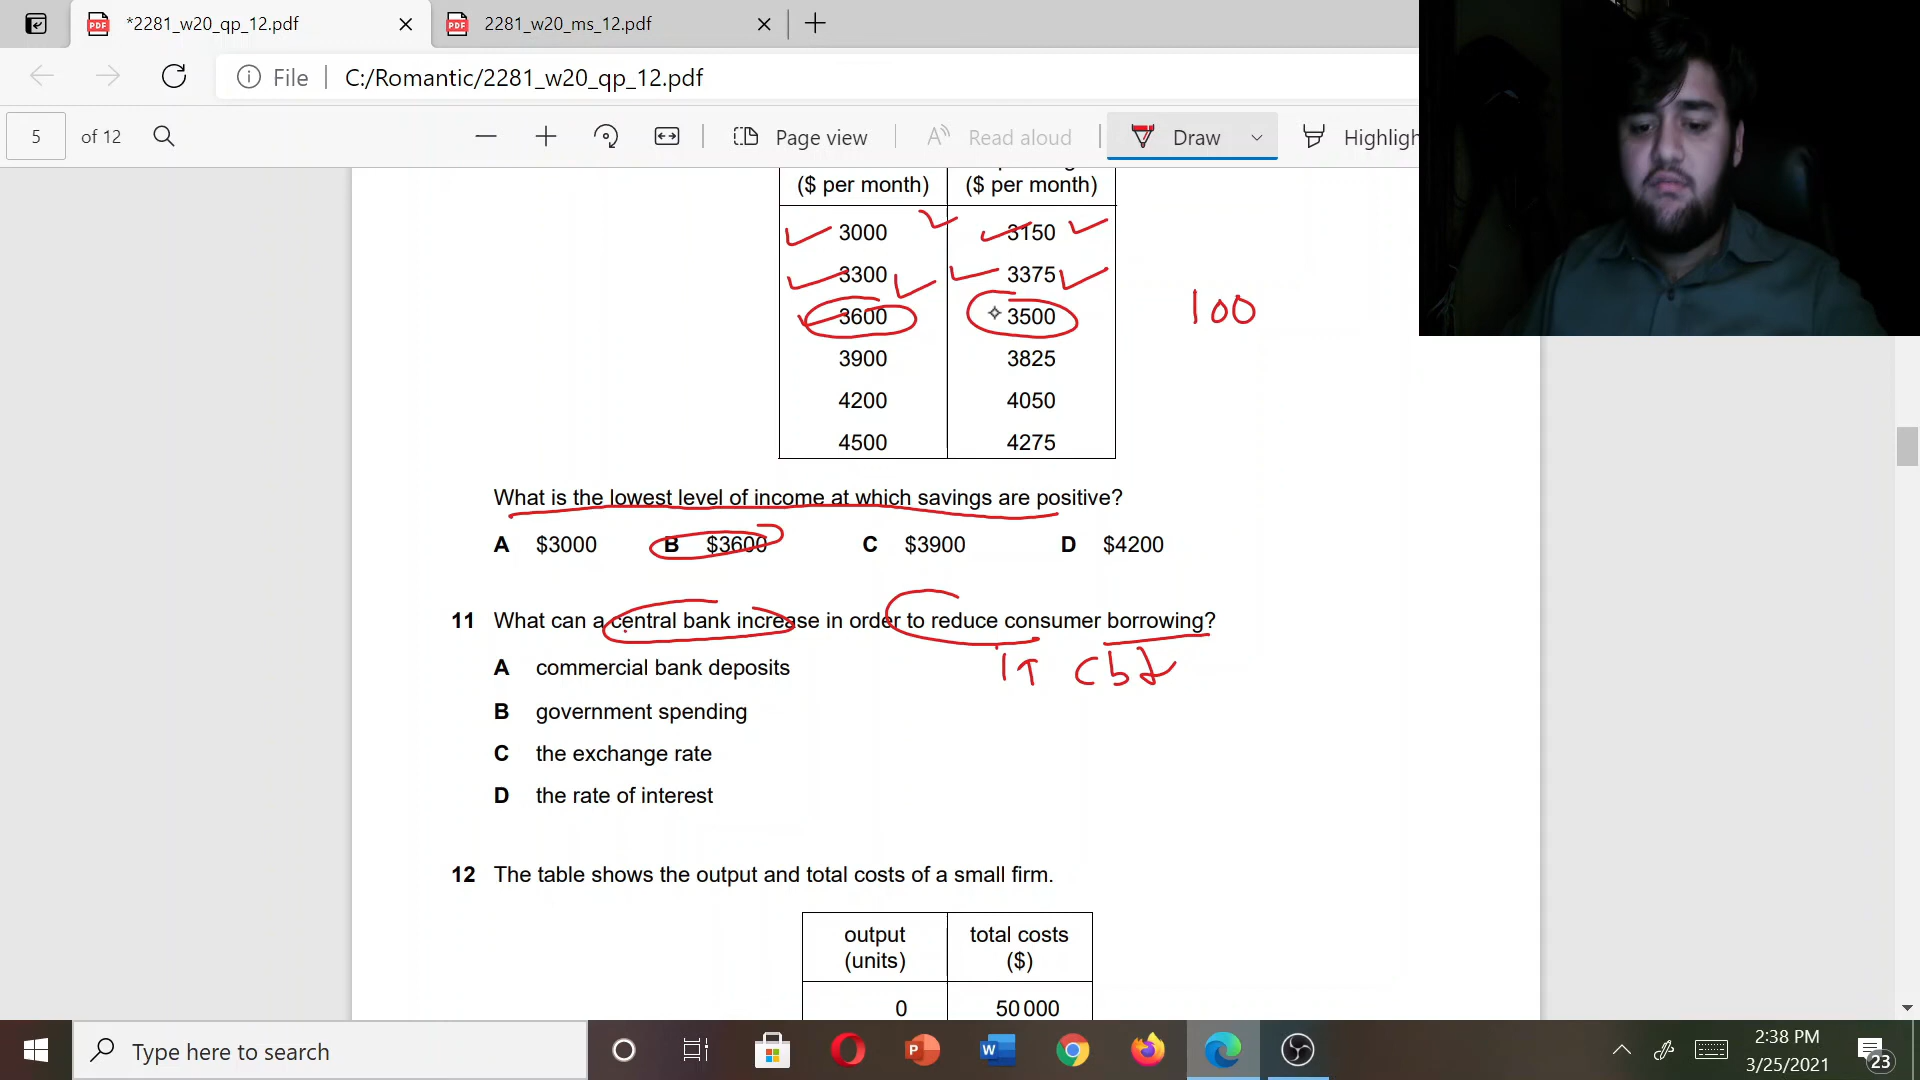 *2281_w20_qp_12.pdf
2281_w20_ms_12.pdf
File C:/Romantic/2281_w20_qp_12.pdf
5 of 12 Page view Read aloud Draw Highligh
($ per month) ($ per month)
3000 3150
3300 3375
3600 3500 100
3900 3825
4200 4050
4500 4275
What is the lowest level of income at which savings are positive?
A $3000 B $3600 C $3900 D $4200
11 What can a central bank increase in order to reduce consumer borrowing?
A commercial bank deposits
1↑ cb↓
B government spending
C the exchange rate
D the rate of interest
12 The table shows the output and total costs of a small firm.
output total costs
(units) ($)
0 50 000
Type here to search
2:38 PM
3/25/2021
23